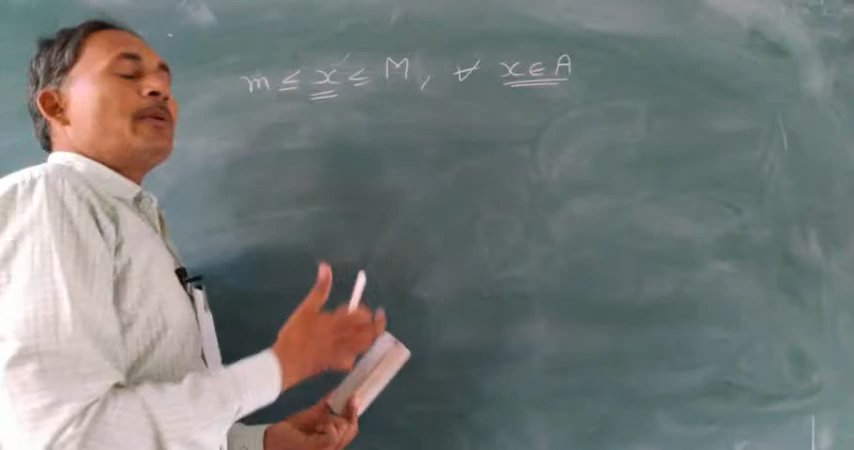 m ≤ x ≤ M, ∀ x ∈ A